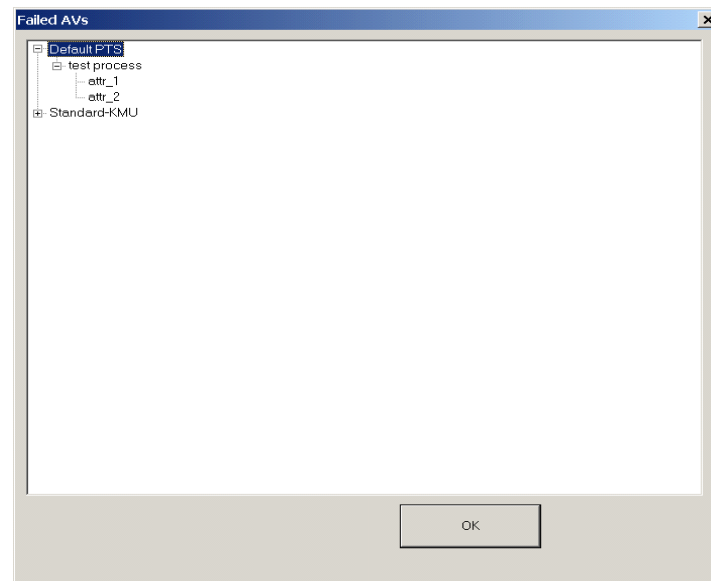 Failed AVs
Default PTS
test process
attr_1
attr_2
Standard-KMU
OK